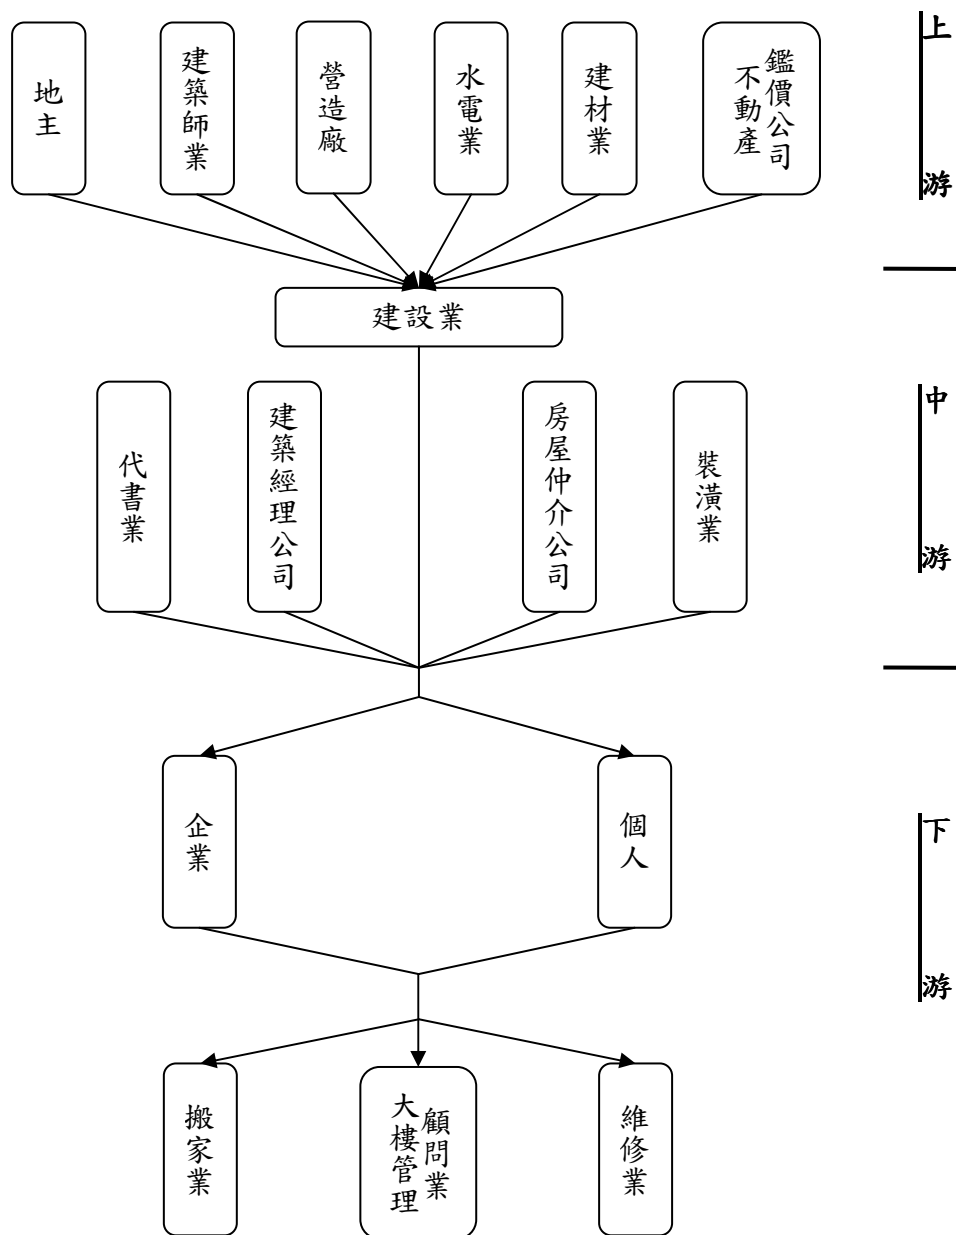 地主
建築師業
營造廠
水電業
建材業
不動產
鑑價公司
上游
建設業
代書業
建築經理公司
房屋仲介公司
裝潢業
中游
企業
個人
下游
搬家業
大樓管理
顧問業
維修業